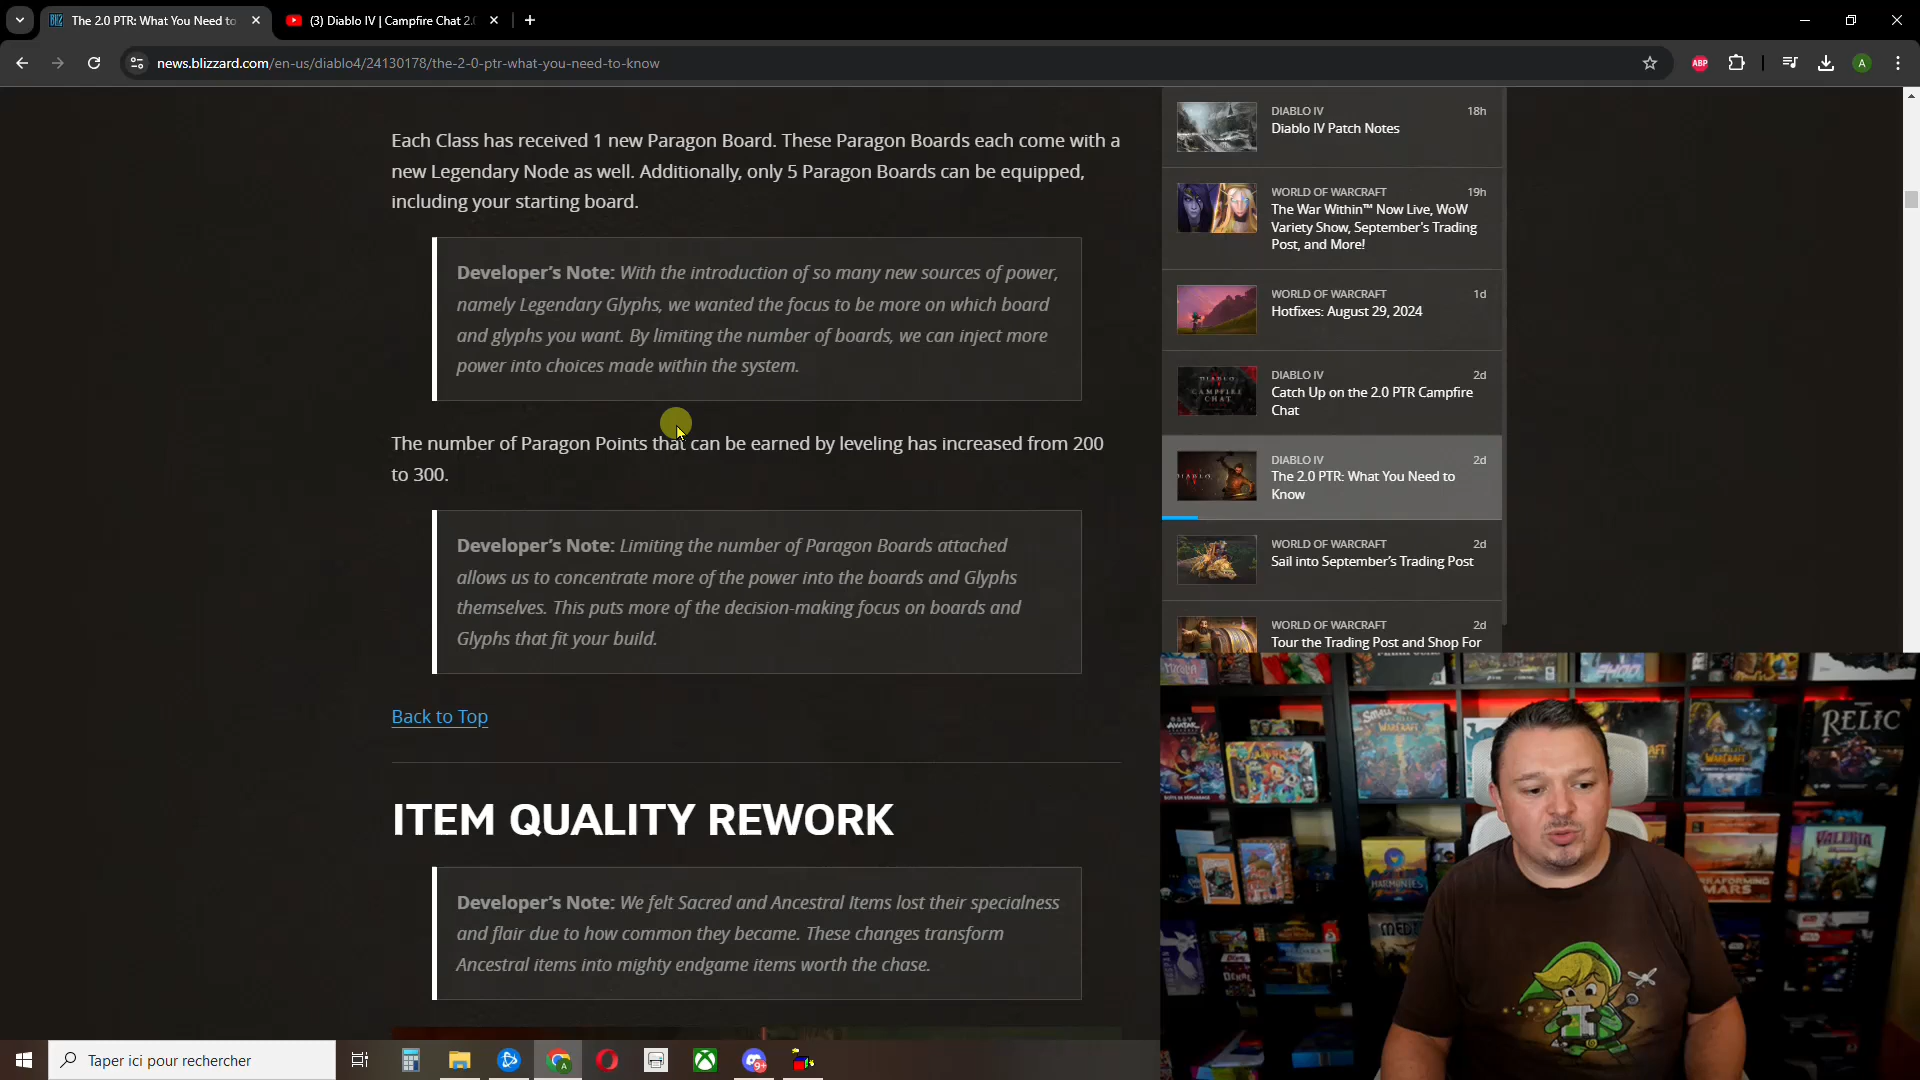 The 2.0 PTR: What You Need to
(3) Diablo IV | Campfire Chat 2.
news.blizzard.com/en-us/diablo4/24130178/the-2-0-ptr-what-you-need-to-know
ABP
A
Each Class has received 1 new Paragon Board. These Paragon Boards each come with a
new Legendary Node as well. Additionally, only 5 Paragon Boards can be equipped,
including your starting board.
Developer's Note: With the introduction of so many new sources of power,
namely Legendary Glyphs, we wanted the focus to be more on which board
and glyphs you want. By limiting the number of boards, we can inject more
power into choices made within the system.
The number of Paragon Points that can be earned by leveling has increased from 200
to 300.
Developer's Note: Limiting the number of Paragon Boards attached
allows us to concentrate more of the power into the boards and Glyphs
themselves. This puts more of the decision-making focus on boards and
Glyphs that fit your build.
Back to Top
ITEM QUALITY REWORK
Developer's Note: We felt Sacred and Ancestral Items lost their specialness
and flair due to how common they became. These changes transform
Ancestral items into mighty endgame items worth the chase.
DIABLO IV 18h
Diablo IV Patch Notes
WORLD OF WARCRAFT 19h
The War Within™ Now Live, WoW
Variety Show, September's Trading
Post, and More!
WORLD OF WARCRAFT 1d
Hotfixes: August 29, 2024
DIABLO IV 2d
Catch Up on the 2.0 PTR Campfire
Chat
DIABLO
CAMPFIRE
CHAT
DIABLO IV 2d
The 2.0 PTR: What You Need to
Know
WORLD OF WARCRAFT 2d
Sail into September's Trading Post
WORLD OF WARCRAFT 2d
Tour the Trading Post and Shop For
AVATAR
SMALL
WARCRAFT
RELIC
HARMONIES
VALERIA
TERRAFORMING
MARS
Taper ici pour rechercher
A
9+